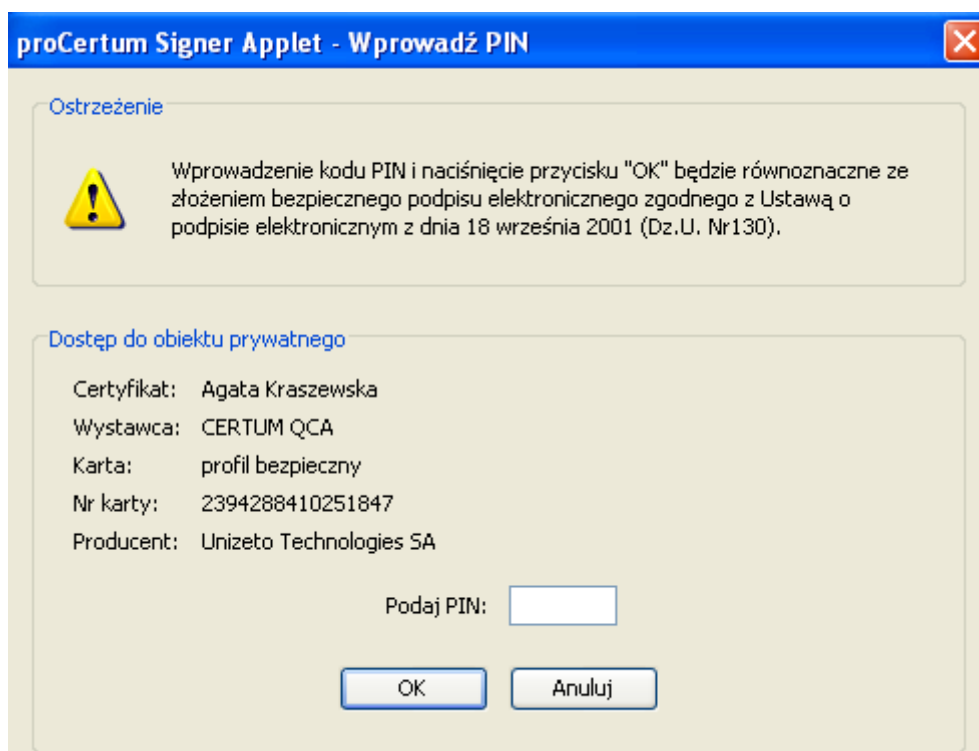 proCertum Signer Applet - Wprowadź PIN
Ostrzeżenie
Wprowadzenie kodu PIN i naciśnięcie przycisku "OK" będzie równoznaczne ze
złożeniem bezpiecznego podpisu elektronicznego zgodnego z Ustawą o
podpisie elektronicznym z dnia 18 września 2001 (Dz.U. Nr130).
Dostęp do obiektu prywatnego
Certyfikat: Agata Kraszewska
Wystawca: CERTUM QCA
Karta: profil bezpieczny
Nr karty: 2394288410251847
Producent: Unizeto Technologies SA
Podaj PIN:
OK Anuluj